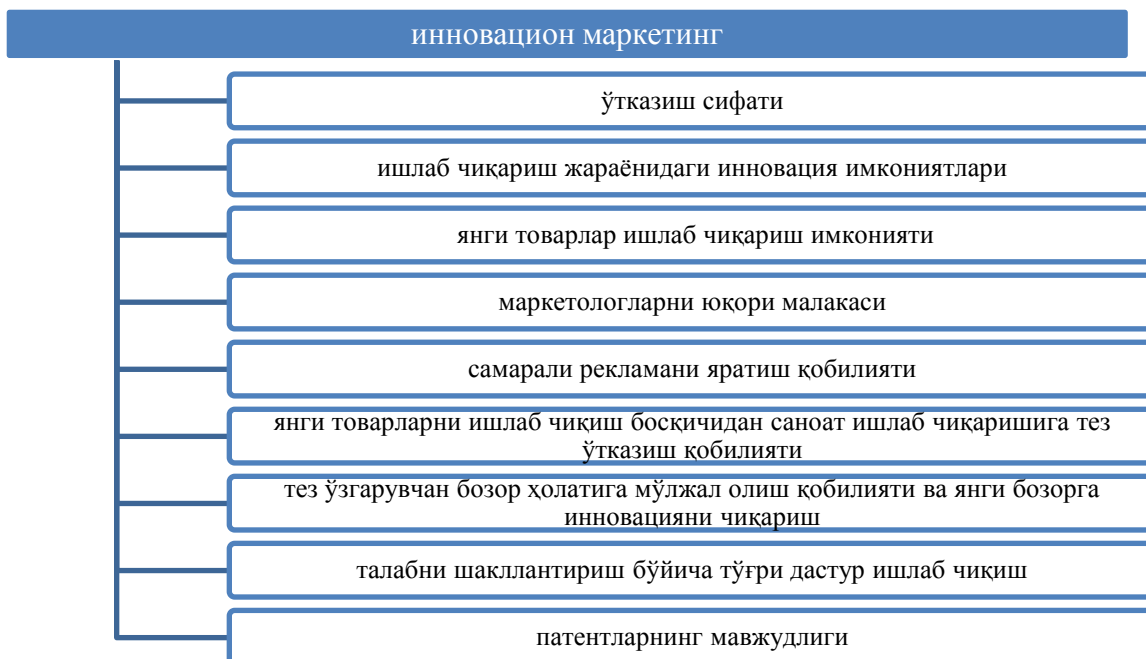 инновацион маркетинг
ўтказиш сифати
ишлаб чиқариш жараёнидаги инновация имкониятлари
янги товарлар ишлаб чиқариш имконияти
маркетологларни юқори малакаси
самарали рекламани яратиш қобилияти
янги товарларни ишлаб чиқиш босқичидан саноат ишлаб чиқаришига тез
ўтказиш қобилияти
тез ўзгарувчан бозор ҳолатига мўлжал олиш қобилияти ва янги бозорга
инновацияни чиқариш
талабни шакллантириш бўйича тўғри дастур ишлаб чиқиш
патентларнинг мавжудлиги